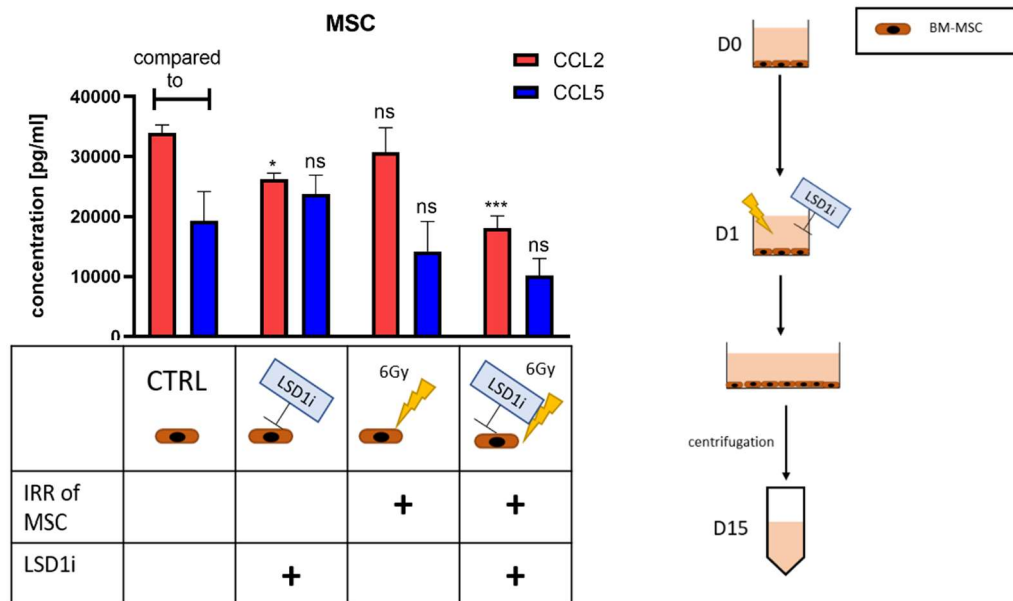 MSC
compared
to
CCL2
CCL5
concentration [pg/ml]
40000
30000
20000
10000
0
*
ns
ns
ns
***
ns
CTRL
LSD1i
6Gy
LSD1i
6Gy
IRR of
MSC
+
+
LSD1i
+
+
D0
BM-MSC
D1
LSD1i
centrifugation
D15